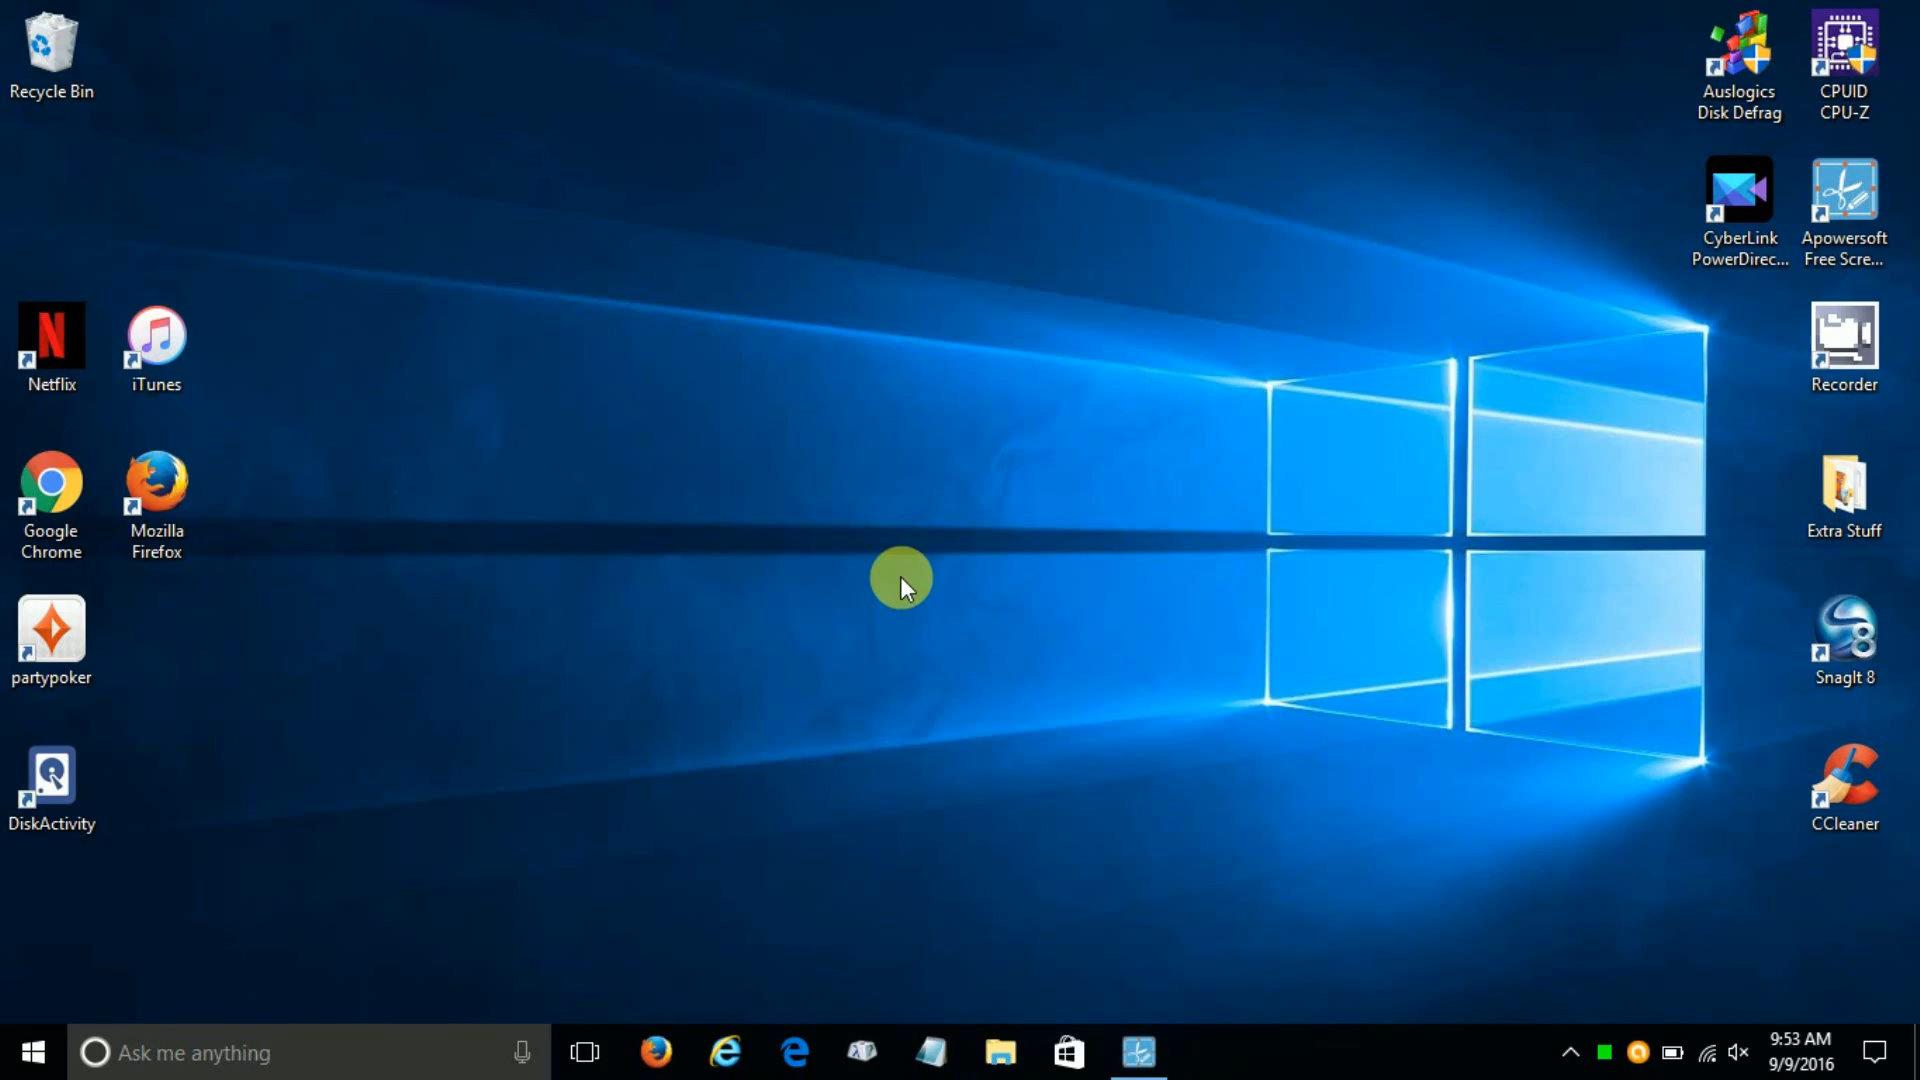 Recycle Bin
Auslogics
Disk Defrag
CPUID
CPU-Z
CyberLink
PowerDirec...
Apowersoft
Free Scre...
Netflix
iTunes
Recorder
Google
Chrome
Mozilla
Firefox
Extra Stuff
partypoker
8
SnagIt 8
DiskActivity
CCleaner
Ask me anything
9:53 AM
9/9/2016